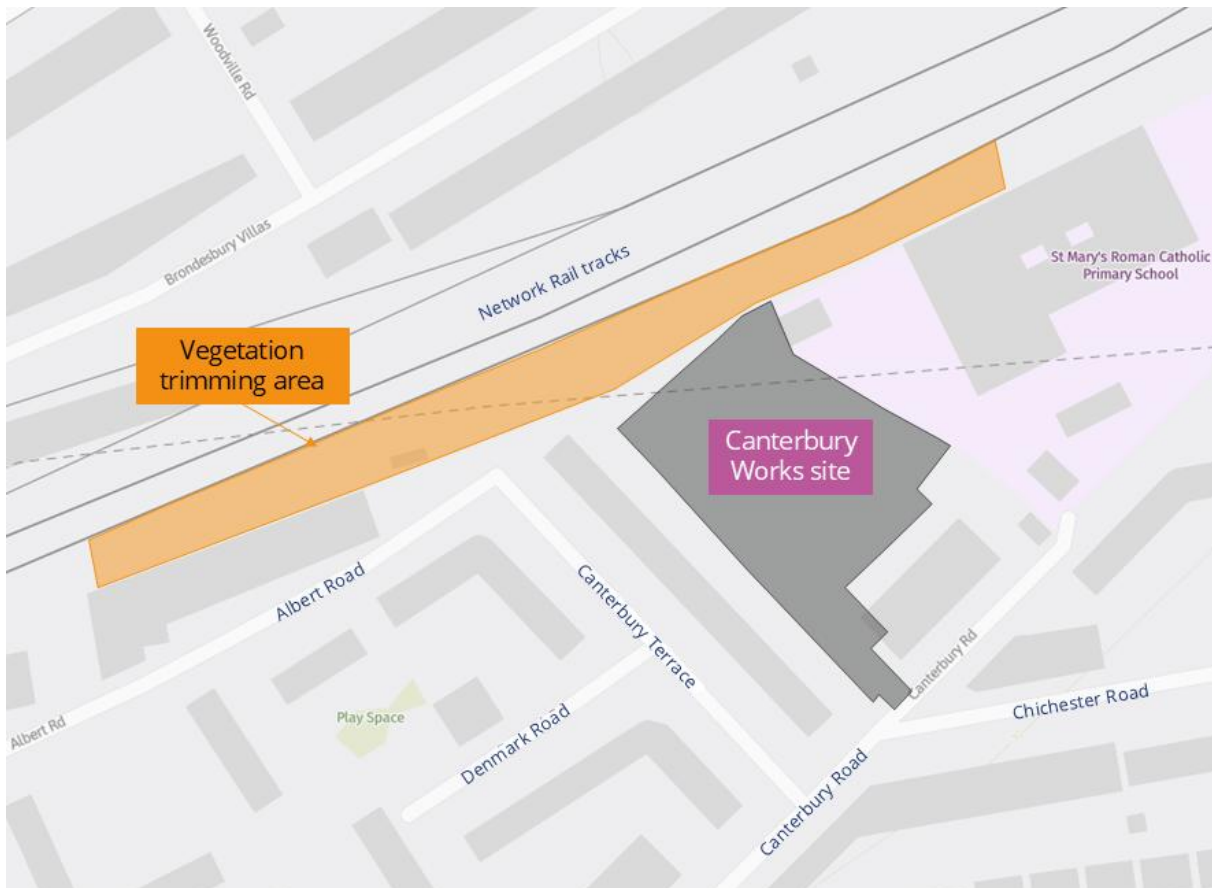 Woodville Rd
Brondesbury Villas
Network Rail tracks
St Mary's Roman Catholic
Primary School
Vegetation
trimming area
Canterbury
Works site
Albert Road
Canterbury Terrace
Canterbury Rd
Albert Rd
Play Space
Denmark Road
Chichester Road
Canterbury Road